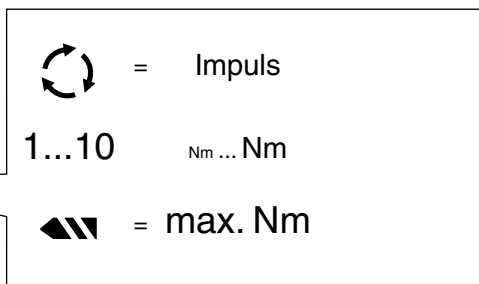 = Impuls
1...10 Nm ... Nm
= max. Nm